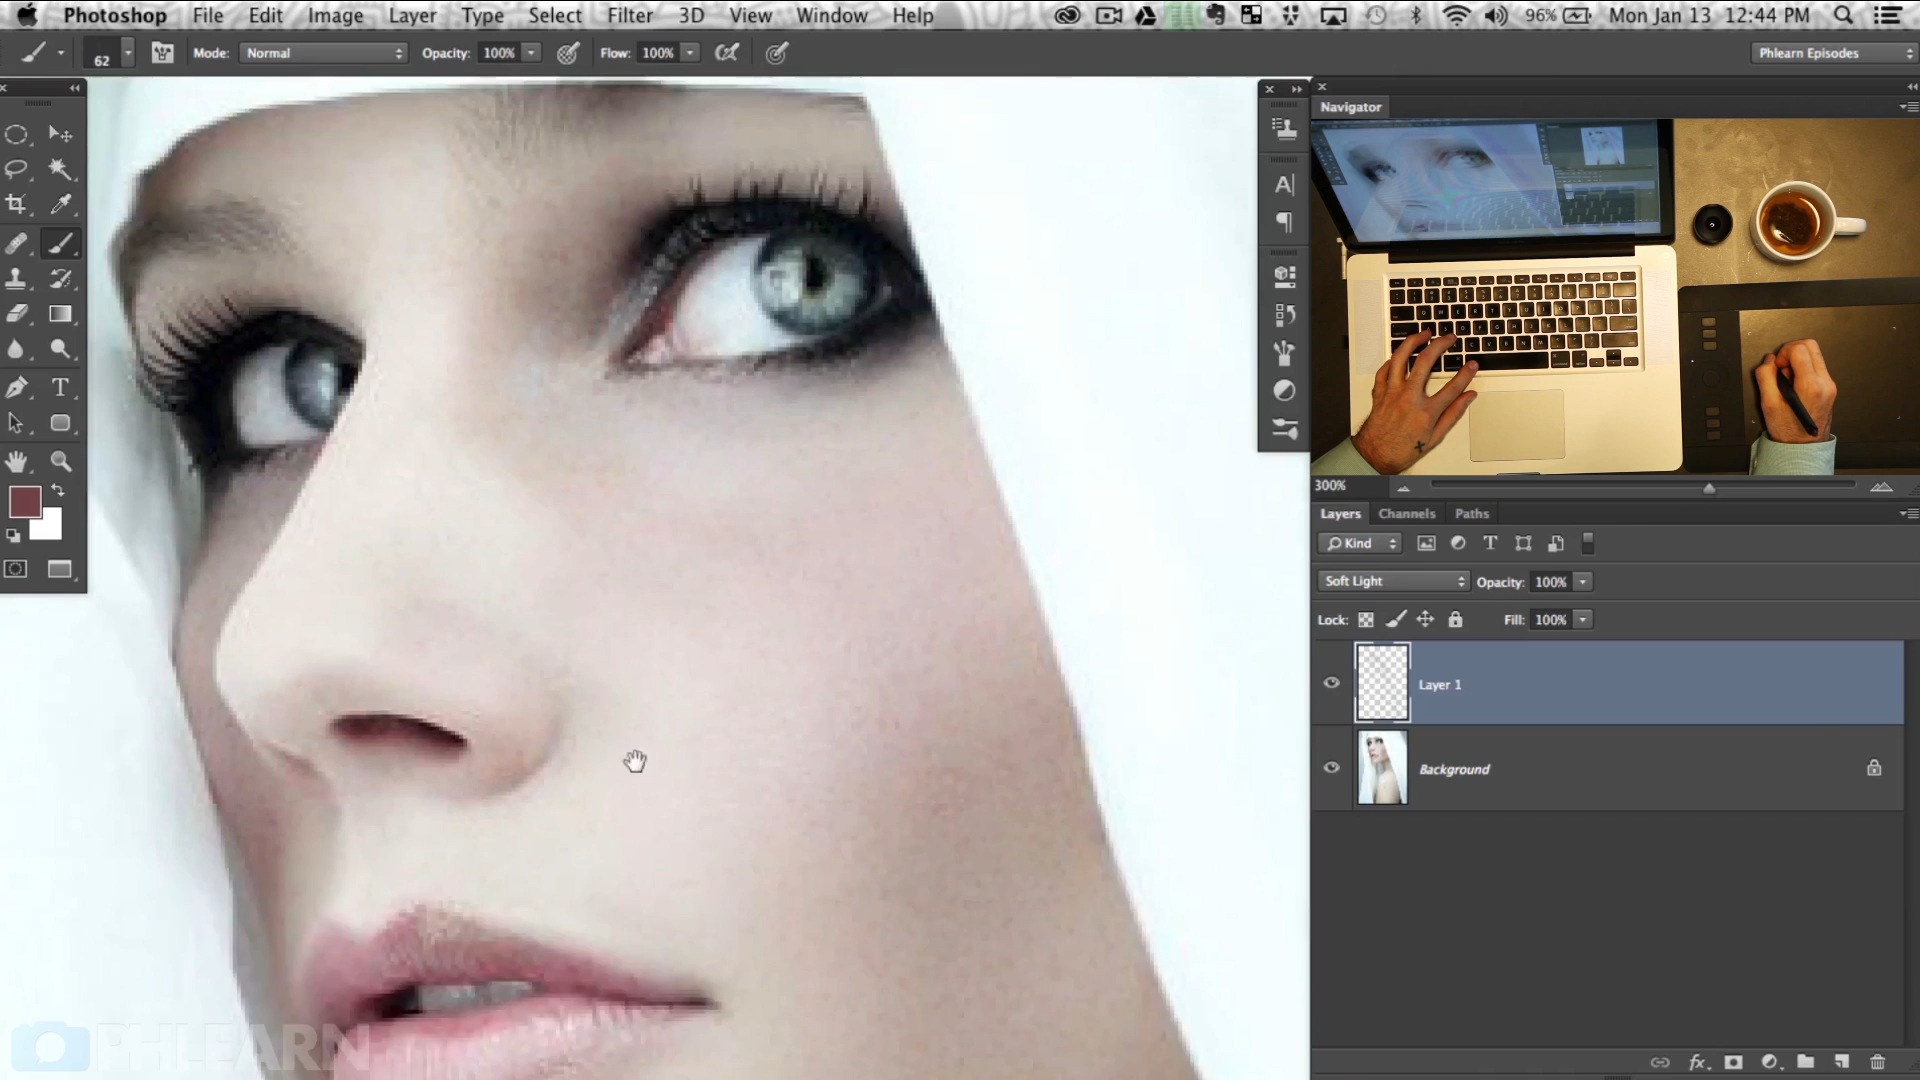 Photoshop File Edit Image Layer Type Select Filter 3D View Window Help 96% Mon Jan 13 12:44 PM
62 Mode: Normal Opacity: 100% Flow: 100% Phlearn Episodes
Navigator
300%
Layers Channels Paths
Kind
Soft Light Opacity: 100%
Lock: Fill: 100%
Layer 1
Background
PHLEARN